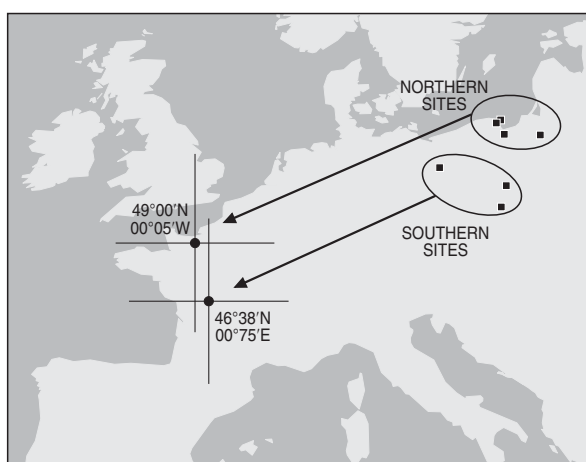 NORTHERN
SITES
49°00′N
00°05′W
SOUTHERN
SITES
46°38′N
00°75′E